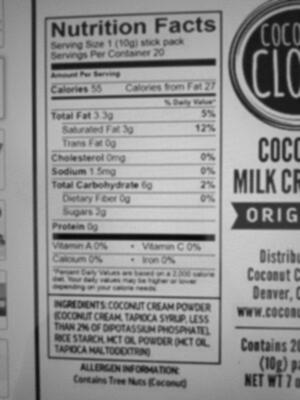 Nutrition Facts
Serving Size 1 (10g) stick pack
Servings Per Container 20
Amount Per Serving
Calories 55 Calories from Fat 27
% Daily Value*
Total Fat 3.3g 5%
Saturated Fat 3g 12%
Trans Fat 0g
Cholesterol 0mg 0%
Sodium 1.5mg 0%
Total Carbohydrate 6g 2%
Dietary Fiber 0g 0%
Sugars 3g
Protein 0g
Vitamin A 0% • Vitamin C 0%
Calcium 0% • Iron 0%
*Percent Daily Values are based on a 2,000 calorie
diet. Your daily values may be higher or lower
depending on your calorie needs.
INGREDIENTS: COCONUT CREAM POWDER
(COCONUT CREAM, TAPIOCA SYRUP, LESS
THAN 2% OF DIPOTASSIUM PHOSPHATE),
RICE STARCH, MCT OIL POWDER (MCT OIL,
TAPIOCA MALTODEXTRIN)
ALLERGEN INFORMATION:
Contains Tree Nuts (Coconut)
COCO
CLO
COCO
MILK CR
ORIG
Distribu
Coconut C
Denver, C
www.cocon
Contains 20
(10g) pa
NET WT 7